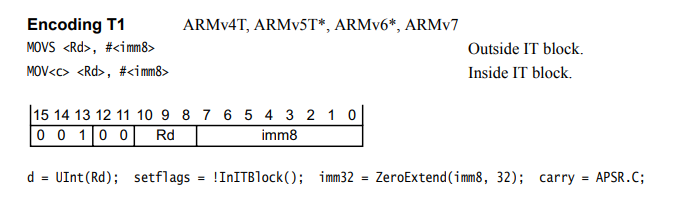 Encoding T1 ARMv4T, ARMv5T*, ARMv6*, ARMv7
MOVS <Rd>, #<imm8> Outside IT block.
MOV<c> <Rd>, #<imm8> Inside IT block.
15 14 13 12 11 10 9 8 7 6 5 4 3 2 1 0
0 0 1 0 0 Rd imm8
d = UInt(Rd); setflags = !InITBlock(); imm32 = ZeroExtend(imm8, 32); carry = APSR.C;